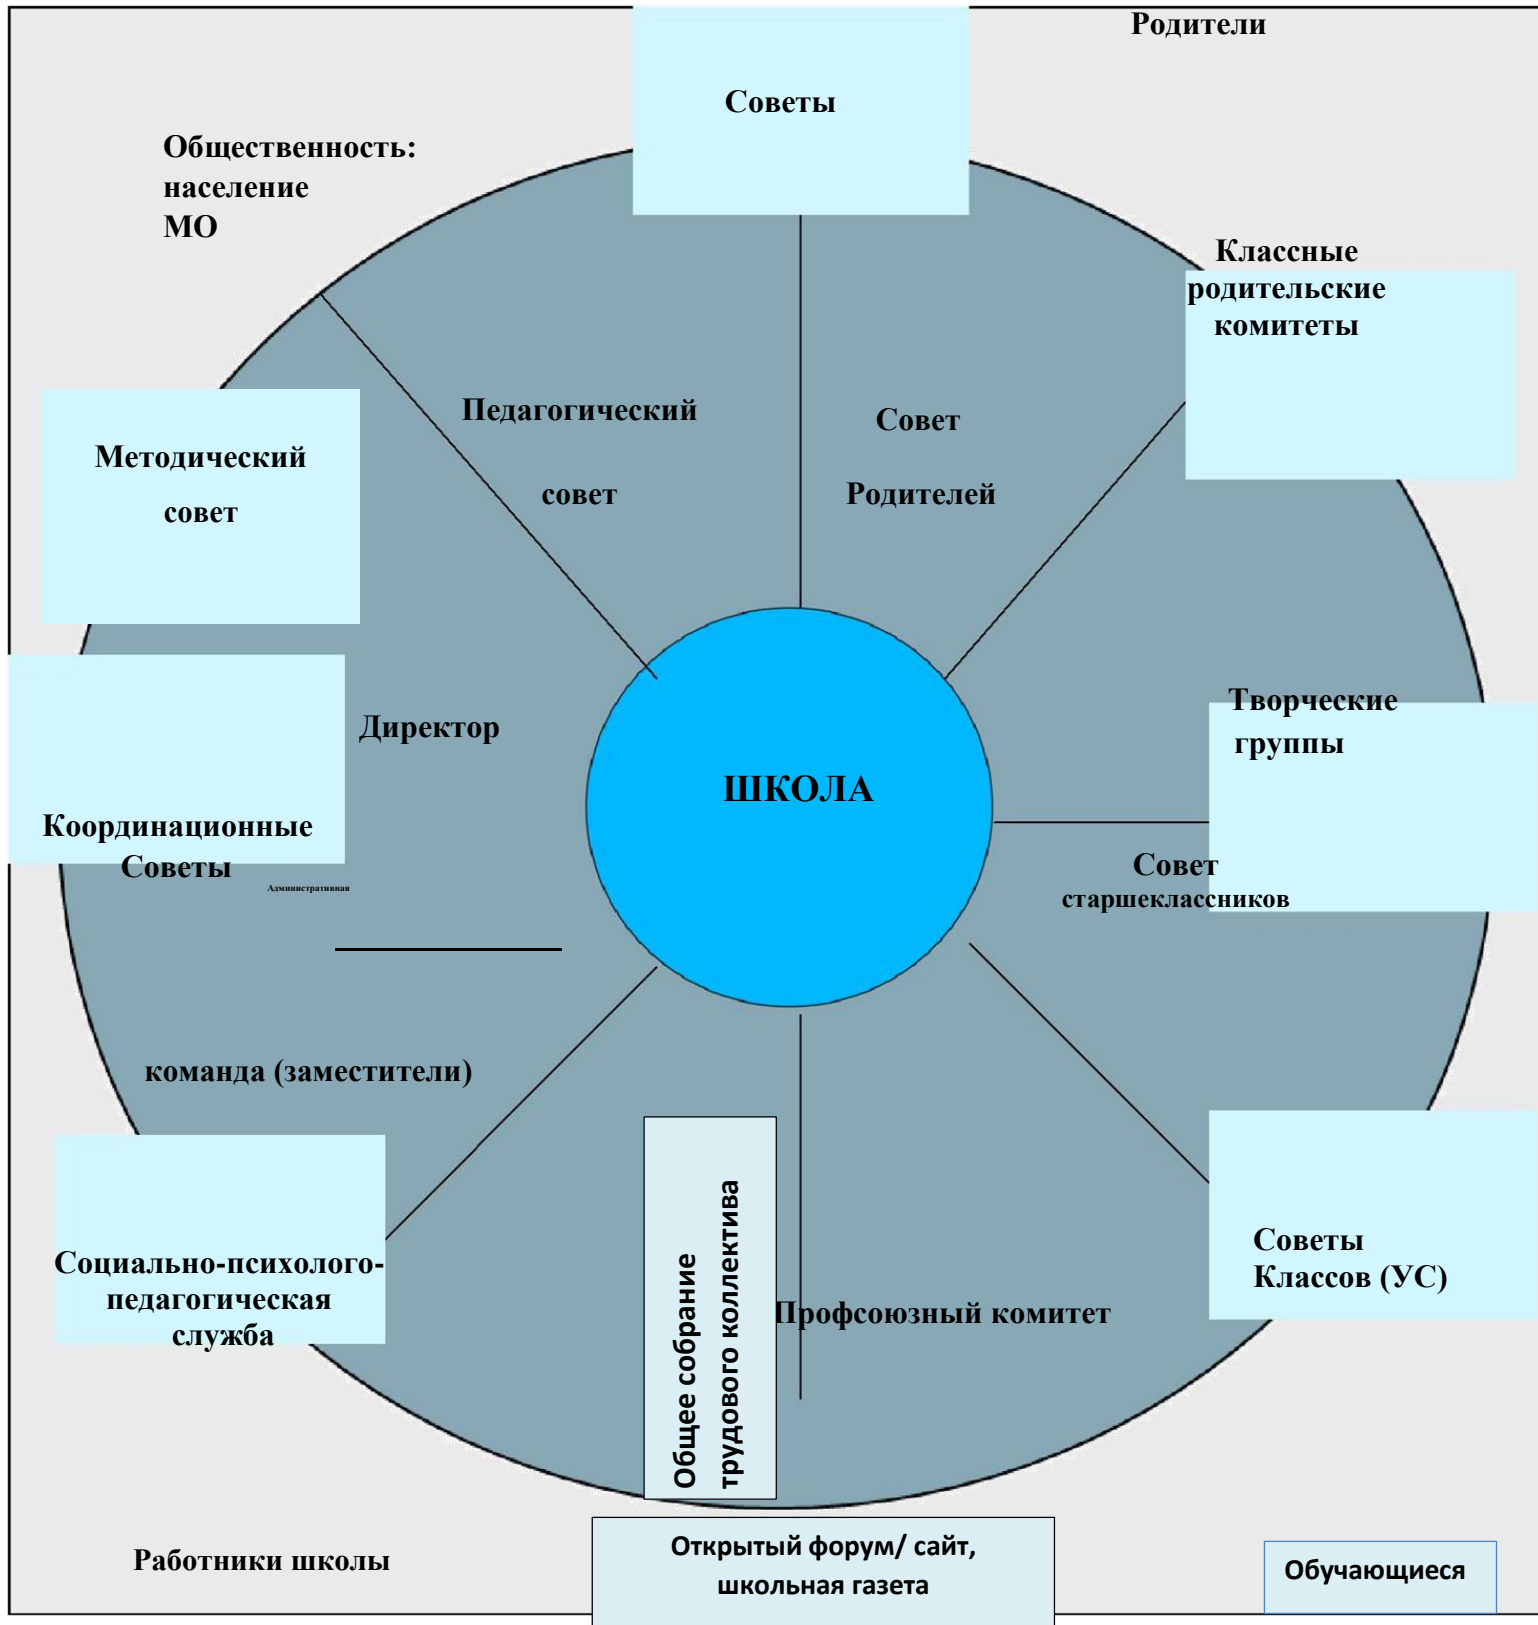 Родители
Советы
Общественность:
население
МО
Классные
родительские
комитеты
Педагогический
совет
Совет
Родителей
Методический
совет
Директор
ШКОЛА
Творческие
группы
Координационные
Советы
Административная
Совет
старшеклассников
команда (заместители)
Социально-психолого-
педагогическая
служба
Общее собрание
трудового коллектива
Профсоюзный комитет
Советы
Классов (УС)
Работники школы
Открытый форум/ сайт,
школьная газета
Обучающиеся